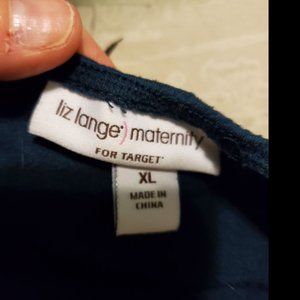 liz lange) maternity
FOR TARGET
XL
MADE IN
CHINA